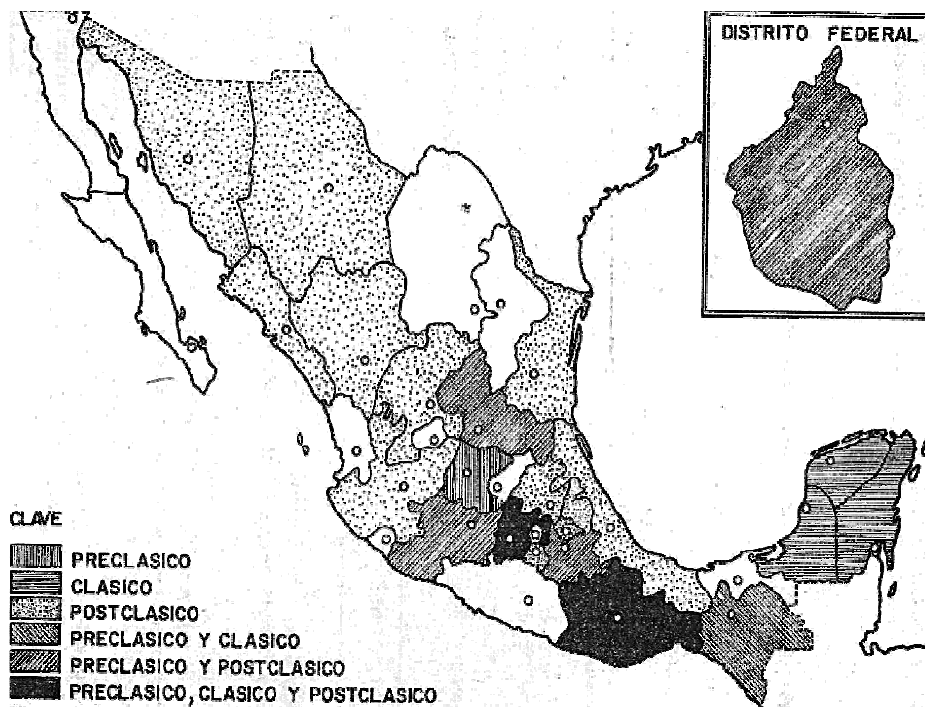 DISTRITO FEDERAL
CLAVE
PRECLASICO
CLASICO
POSTCLASICO
PRECLASICO Y CLASICO
PRECLASICO Y POSTCLASICO
PRECLASICO, CLASICO Y POSTCLASICO